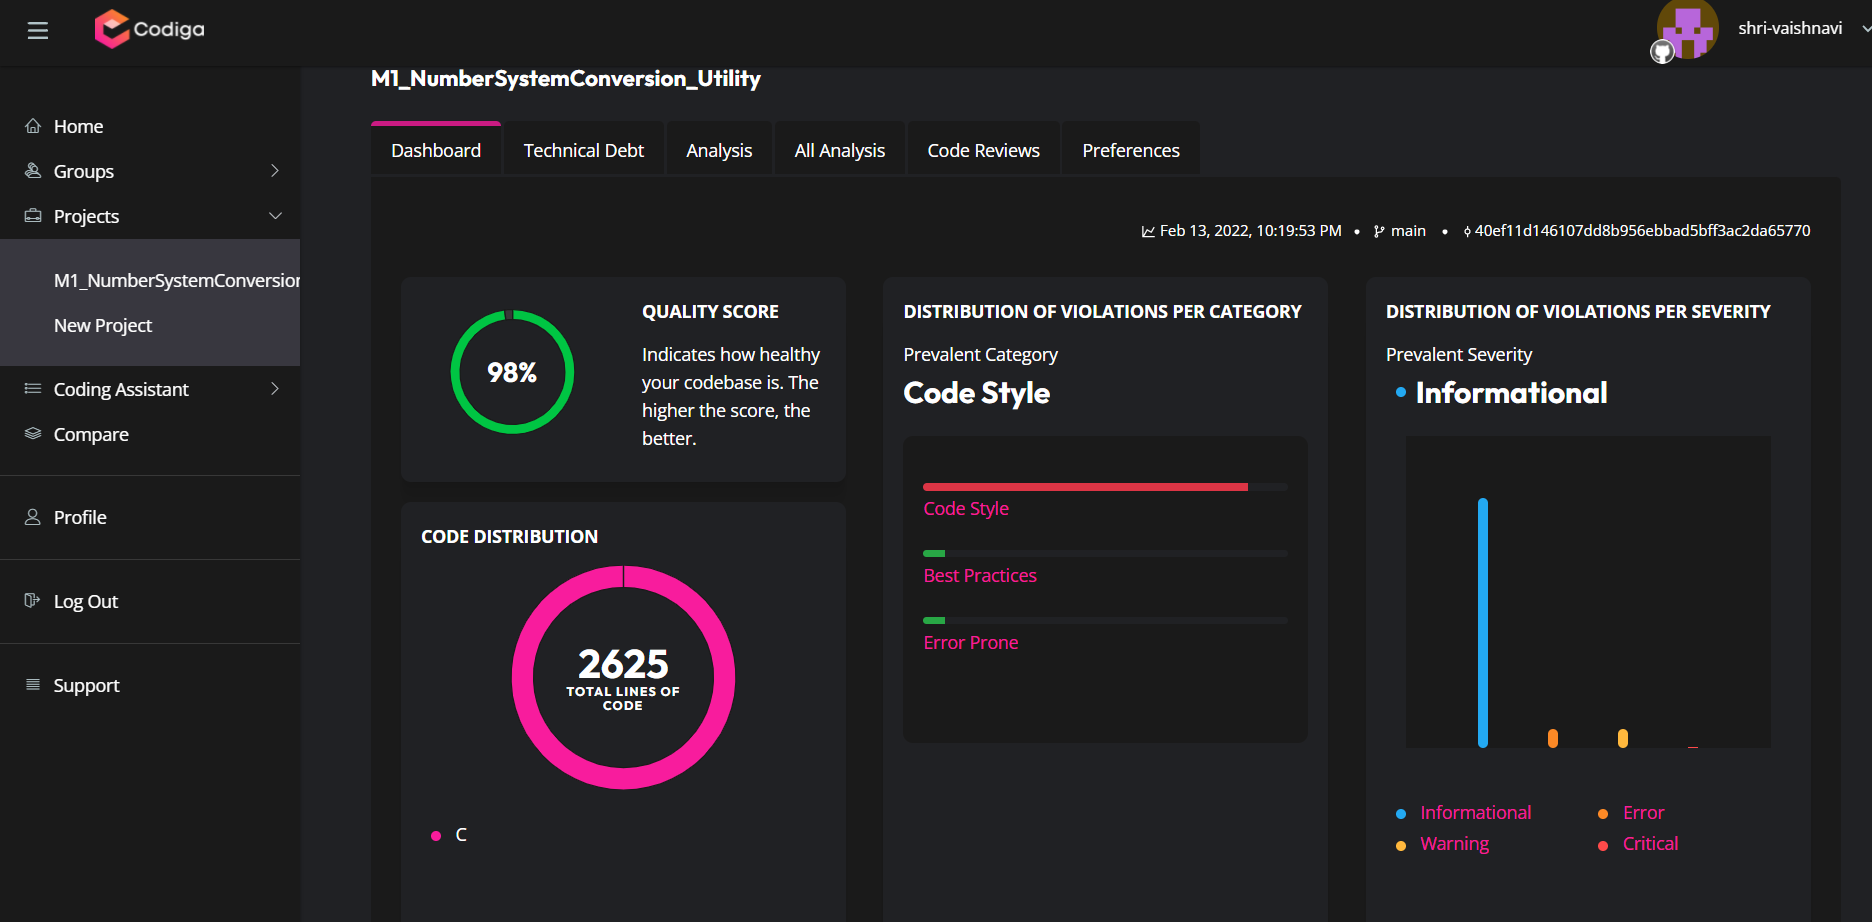 Codiga
shri-vaishnavi
M1_NumberSystemConversion_Utility
Home
Groups
Projects
M1_NumberSystemConversion
New Project
Coding Assistant
Compare
Profile
Log Out
Support
Dashboard
Technical Debt
Analysis
All Analysis
Code Reviews
Preferences
Feb 13, 2022, 10:19:53 PM • main • 40ef11d146107dd8b956ebbad5bff3ac2da65770
98%
QUALITY SCORE
Indicates how healthy
your codebase is. The
higher the score, the
better.
CODE DISTRIBUTION
2625
TOTAL LINES OF
CODE
C
DISTRIBUTION OF VIOLATIONS PER CATEGORY
Prevalent Category
Code Style
Code Style
Best Practices
Error Prone
DISTRIBUTION OF VIOLATIONS PER SEVERITY
Prevalent Severity
Informational
Informational
Error
Warning
Critical